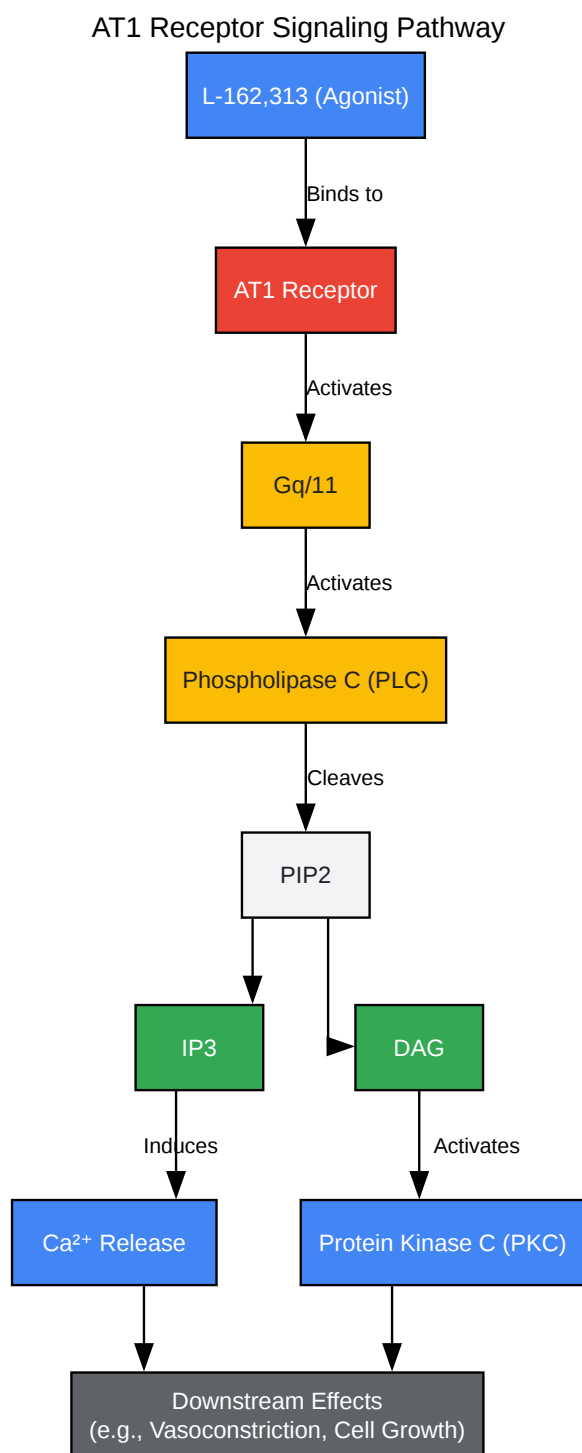 AT1 Receptor Signaling Pathway
L-162,313 (Agonist)
Binds to
AT1 Receptor
Activates
Gq/11
Activates
Phospholipase C (PLC)
Cleaves
PIP2
IP3
DAG
Induces
Activates
Ca²⁺ Release
Protein Kinase C (PKC)
Downstream Effects
(e.g., Vasoconstriction, Cell Growth)